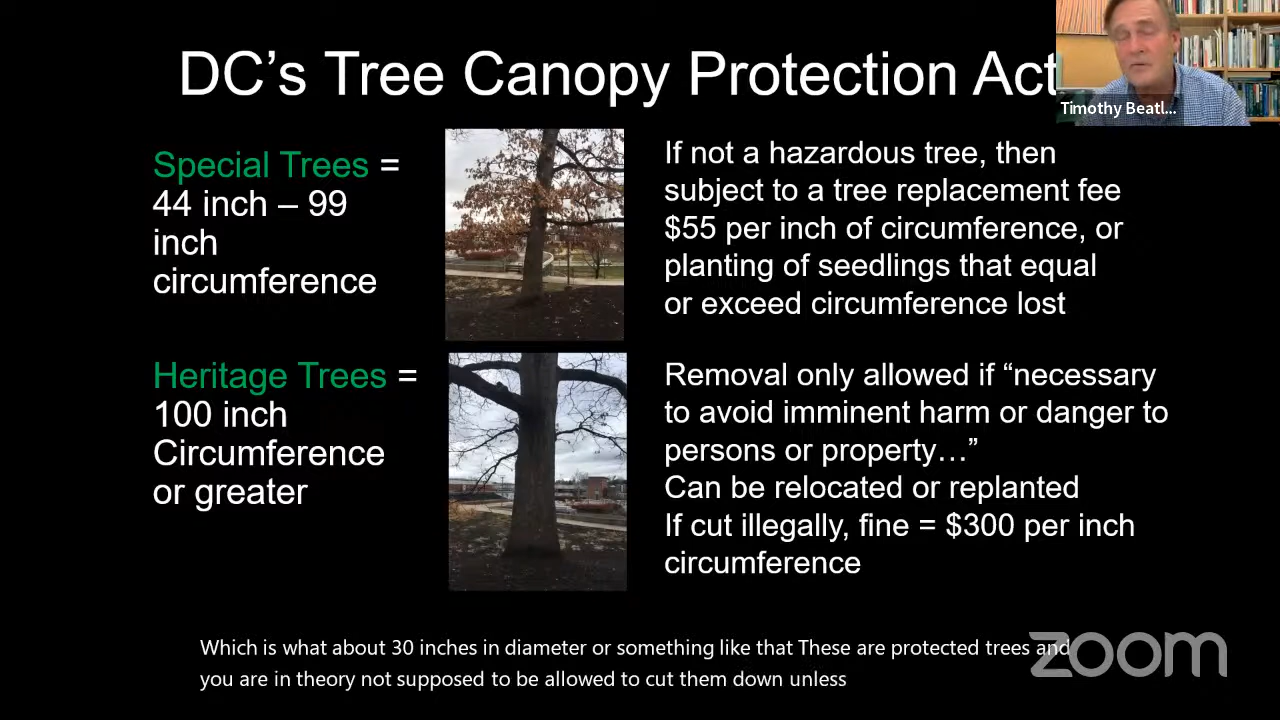 DC's Tree Canopy Protection Act
Timothy Beatl...
Special Trees =
44 inch – 99
inch
circumference
If not a hazardous tree, then
subject to a tree replacement fee
$55 per inch of circumference, or
planting of seedlings that equal
or exceed circumference lost
Heritage Trees =
100 inch
Circumference
or greater
Removal only allowed if “necessary
to avoid imminent harm or danger to
persons or property…”
Can be relocated or replanted
If cut illegally, fine = $300 per inch
circumference
Which is what about 30 inches in diameter or something like that These are protected trees and
you are in theory not supposed to be allowed to cut them down unless
zoom